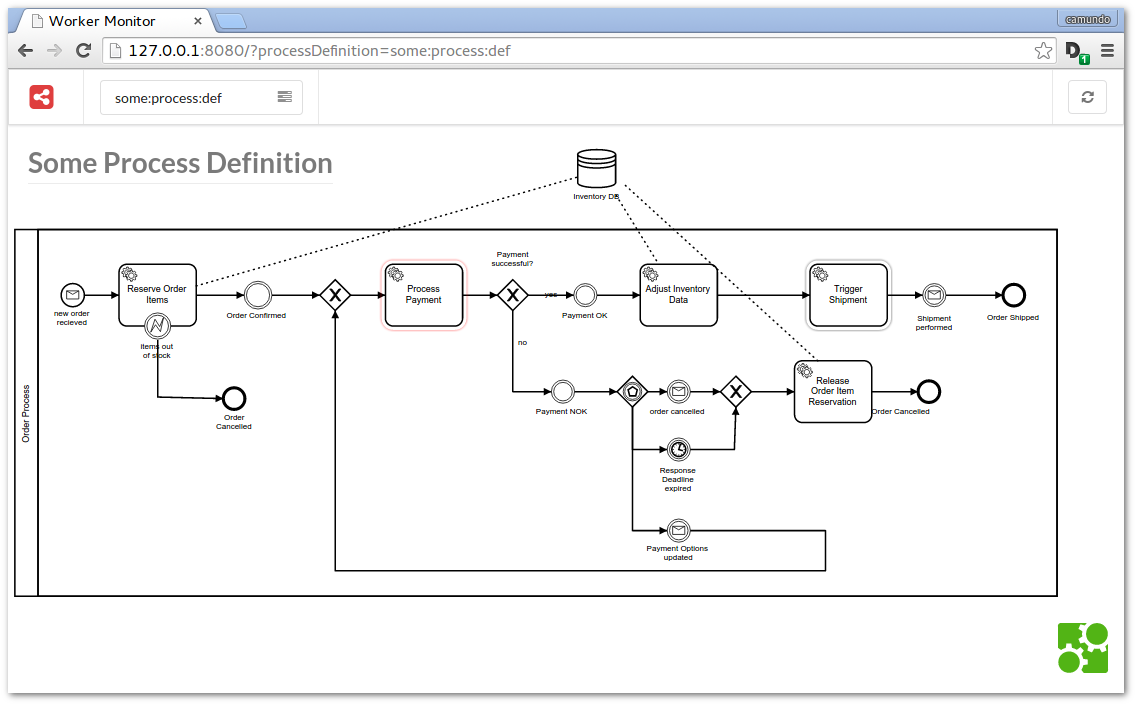 Worker Monitor
camundo
127.0.0.1:8080/?processDefinition=some:process:def
D
1
some:process:def
Some Process Definition
Inventory DB
Order Process
new order
recieved
Reserve Order
Items
items out
of stock
Order
Cancelled
Order Confirmed
Process
Payment
Payment
successful?
yes
no
Payment OK
Adjust Inventory
Data
Trigger
Shipment
Shipment
performed
Order Shipped
Payment NOK
order cancelled
Response
Deadline
expired
Payment Options
updated
Release
Order Item
Reservation
Order Cancelled